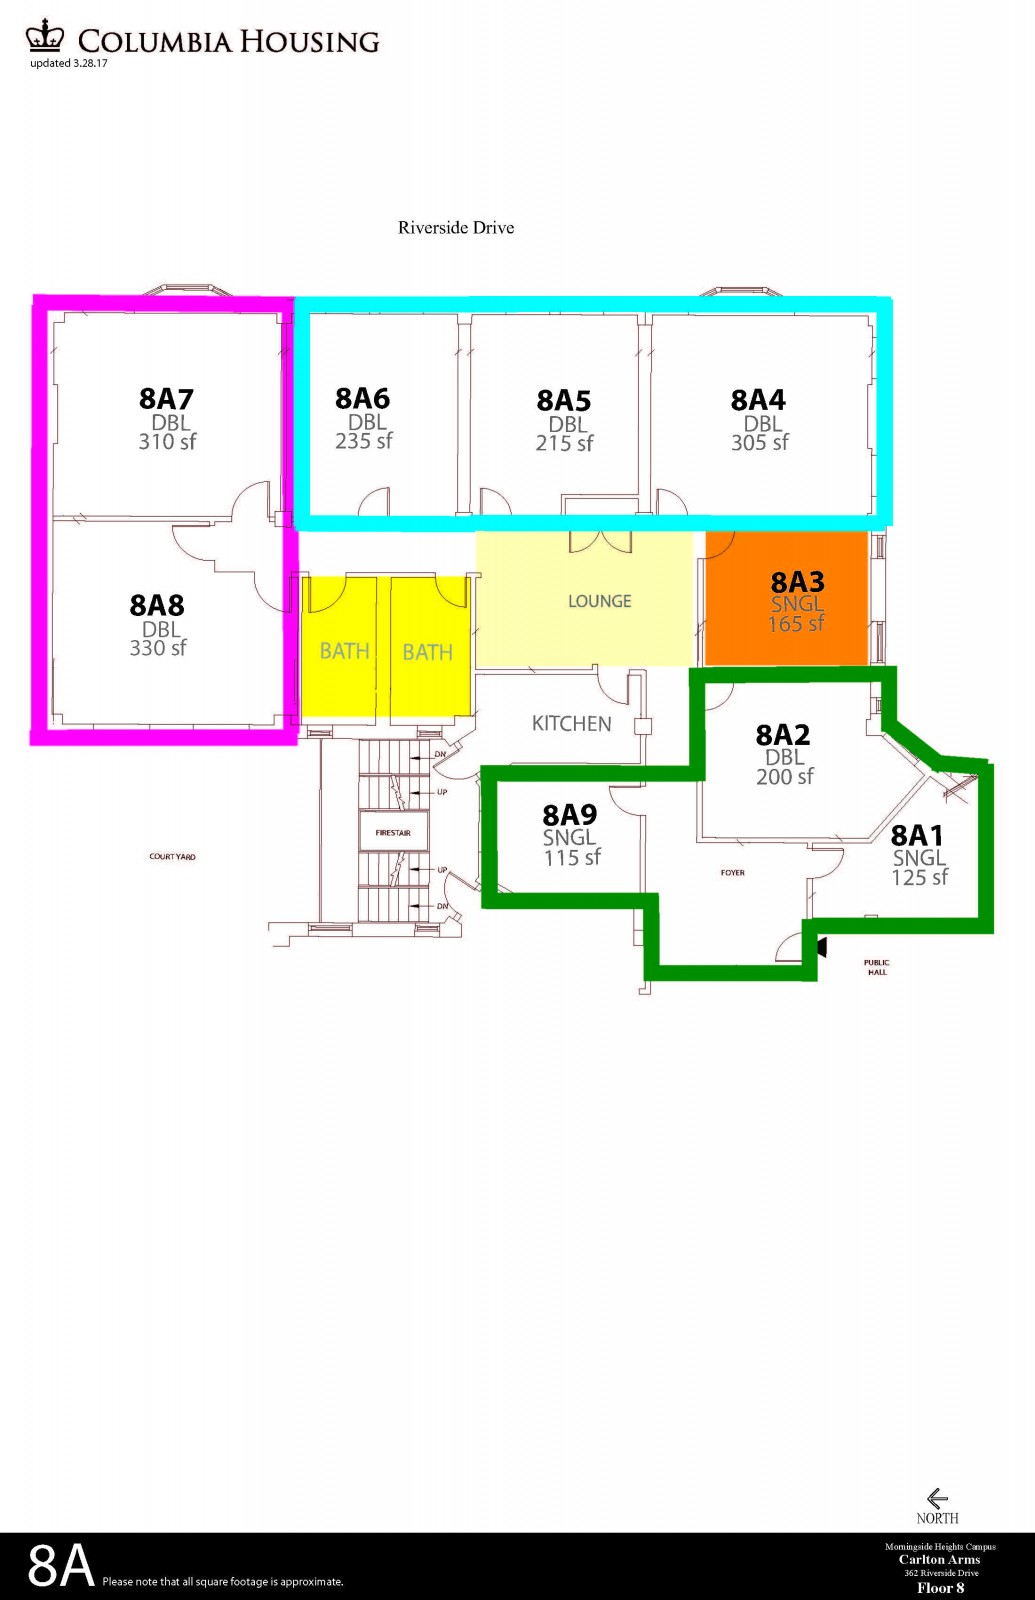 COLUMBIA HOUSING
updated 3.28.17
Riverside Drive
8A7
DBL
310 sf
8A6
DBL
235 sf
8A5
DBL
215 sf
8A4
DBL
305 sf
8A8
DBL
330 sf
BATH
BATH
LOUNGE
8A3
SNGL
165 sf
KITCHEN
8A2
DBL
200 sf
DN
UP
FIRESTAIR
UP
DN
COURT YARD
8A9
SNGL
115 sf
FOYER
8A1
SNGL
125 sf
PUBLIC
HALL
NORTH
8A Please note that all square footage is approximate.
Morningside Heights Campus
Carlton Arms
362 Riverside Drive
Floor 8